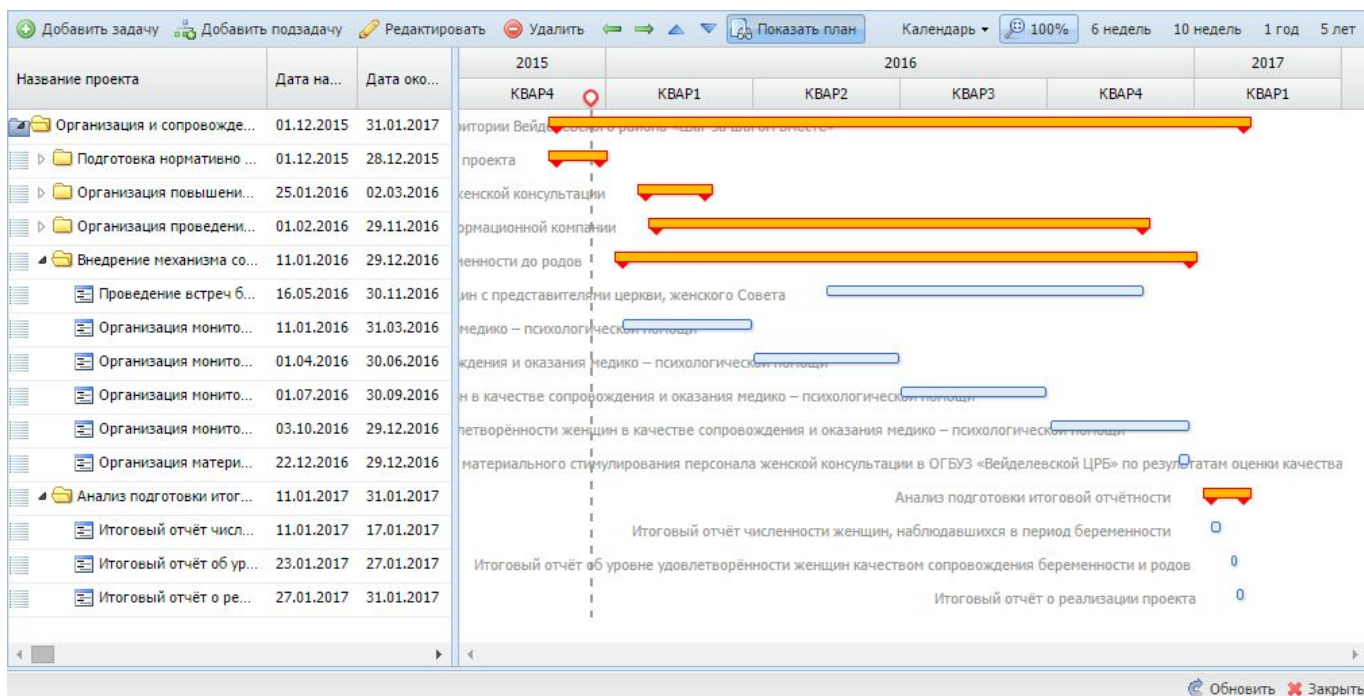 Добавить задачу Добавить подзадачу Редактировать Удалить Показать план Календарь 100% 6 недель 10 недель 1 год 5 лет
Название проекта Дата на... Дата око... 2015 2016 2017
КВАР4 КВАР1 КВАР2 КВАР3 КВАР4 КВАР1
Организация и сопровожде... 01.12.2015 31.01.2017 итории Вейделевского района «Шаг за шагом вместе»
Подготовка нормативно ... 01.12.2015 28.12.2015 проекта
Организация повышени... 25.01.2016 02.03.2016 женской консультации
Организация проведени... 01.02.2016 29.11.2016 ормационной компании
Внедрение механизма со... 11.01.2016 29.12.2016 менности до родов
Проведение встреч б... 16.05.2016 30.11.2016 ин с представителями церкви, женского Совета
Организация монито... 11.01.2016 31.03.2016 медико – психологической помощи
Организация монито... 01.04.2016 30.06.2016 ждения и оказания медико – психологической помощи
Организация монито... 01.07.2016 30.09.2016 н в качестве сопровождения и оказания медико – психологической помощи
Организация монито... 03.10.2016 29.12.2016 летворённости женщин в качестве сопровождения и оказания медико – психологической помощи
Организация матери... 22.12.2016 29.12.2016 материального стимулирования персонала женской консультации в ОГБУЗ «Вейделевской ЦРБ» по результатам оценки качества
Анализ подготовки итог... 11.01.2017 31.01.2017 Анализ подготовки итоговой отчётности
Итоговый отчёт числ... 11.01.2017 17.01.2017 Итоговый отчёт численности женщин, наблюдавшихся в период беременности
Итоговый отчёт об ур... 23.01.2017 27.01.2017 Итоговый отчёт об уровне удовлетворённости женщин качеством сопровождения беременности и родов
Итоговый отчёт о ре... 27.01.2017 31.01.2017 Итоговый отчёт о реализации проекта
Обновить Закрыть